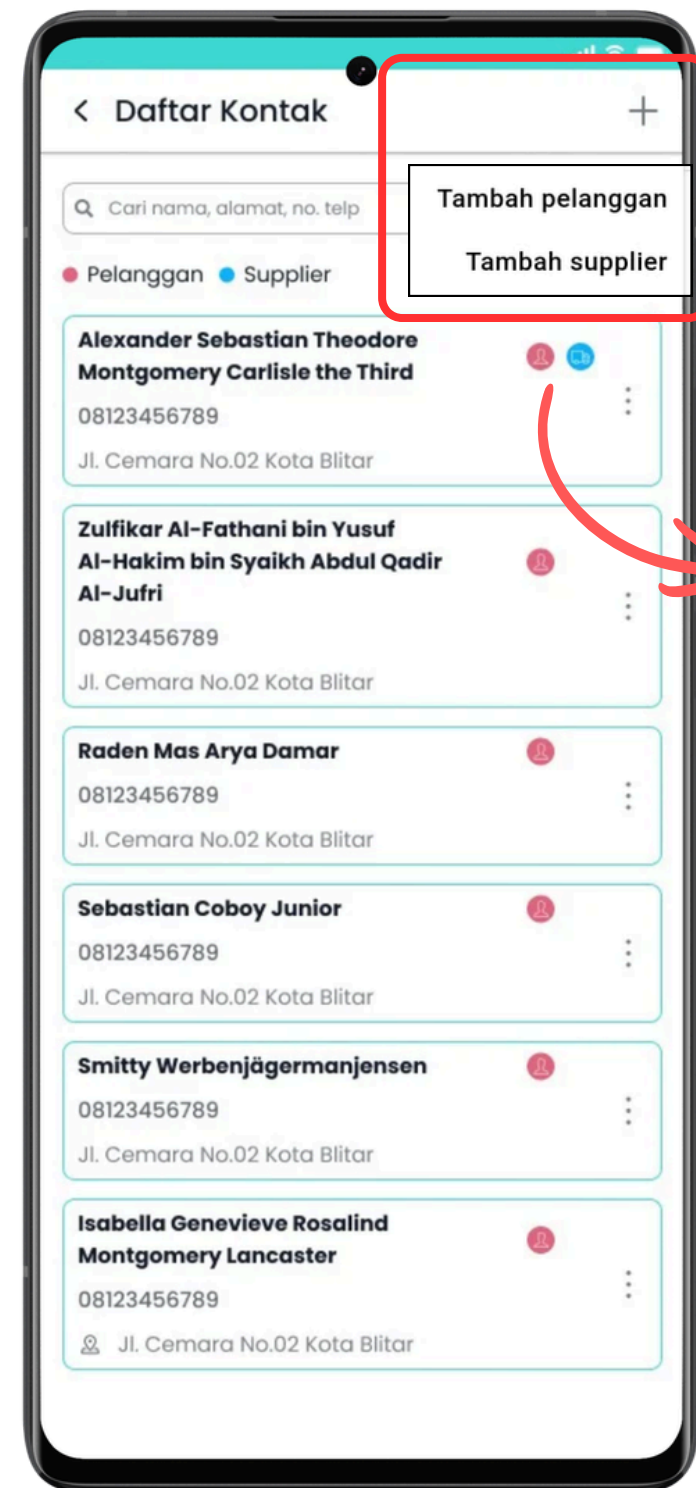 Daftar Kontak
Cari nama, alamat, no. telp
Tambah pelanggan
Tambah supplier
Pelanggan Supplier
Alexander Sebastian Theodore
Montgomery Carlisle the Third
08123456789
Jl. Cemara No.02 Kota Blitar
Zulfikar Al-Fathani bin Yusuf
Al-Hakim bin Syaikh Abdul Qadir
Al-Jufri
08123456789
Jl. Cemara No.02 Kota Blitar
Raden Mas Arya Damar
08123456789
Jl. Cemara No.02 Kota Blitar
Sebastian Coboy Junior
08123456789
Jl. Cemara No.02 Kota Blitar
Smitty Werbenjägermanjensen
08123456789
Jl. Cemara No.02 Kota Blitar
Isabella Genevieve Rosalind
Montgomery Lancaster
08123456789
Jl. Cemara No.02 Kota Blitar